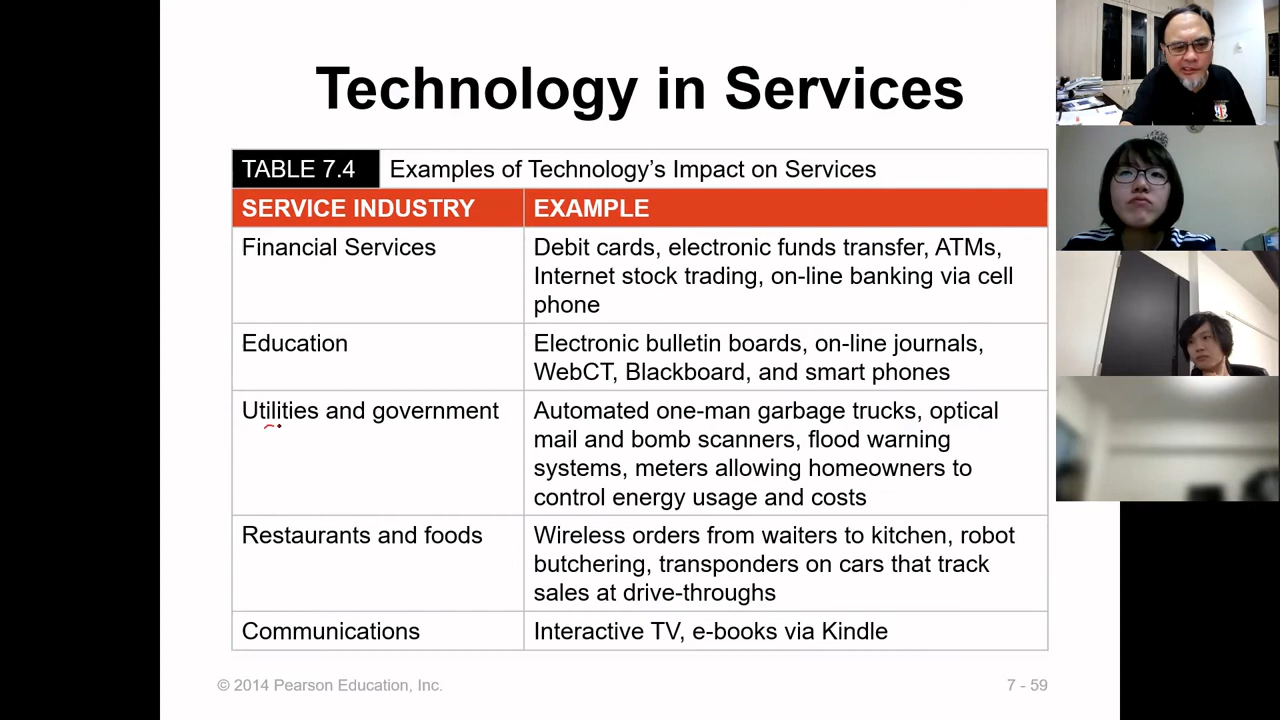 Technology in Services
TABLE 7.4 Examples of Technology’s Impact on Services
SERVICE INDUSTRY EXAMPLE
Financial Services
Debit cards, electronic funds transfer, ATMs,
Internet stock trading, on-line banking via cell
phone
Education
Electronic bulletin boards, on-line journals,
WebCT, Blackboard, and smart phones
Utilities and government
Automated one-man garbage trucks, optical
mail and bomb scanners, flood warning
systems, meters allowing homeowners to
control energy usage and costs
Restaurants and foods
Wireless orders from waiters to kitchen, robot
butchering, transponders on cars that track
sales at drive-throughs
Communications
Interactive TV, e-books via Kindle
© 2014 Pearson Education, Inc.
7 - 59